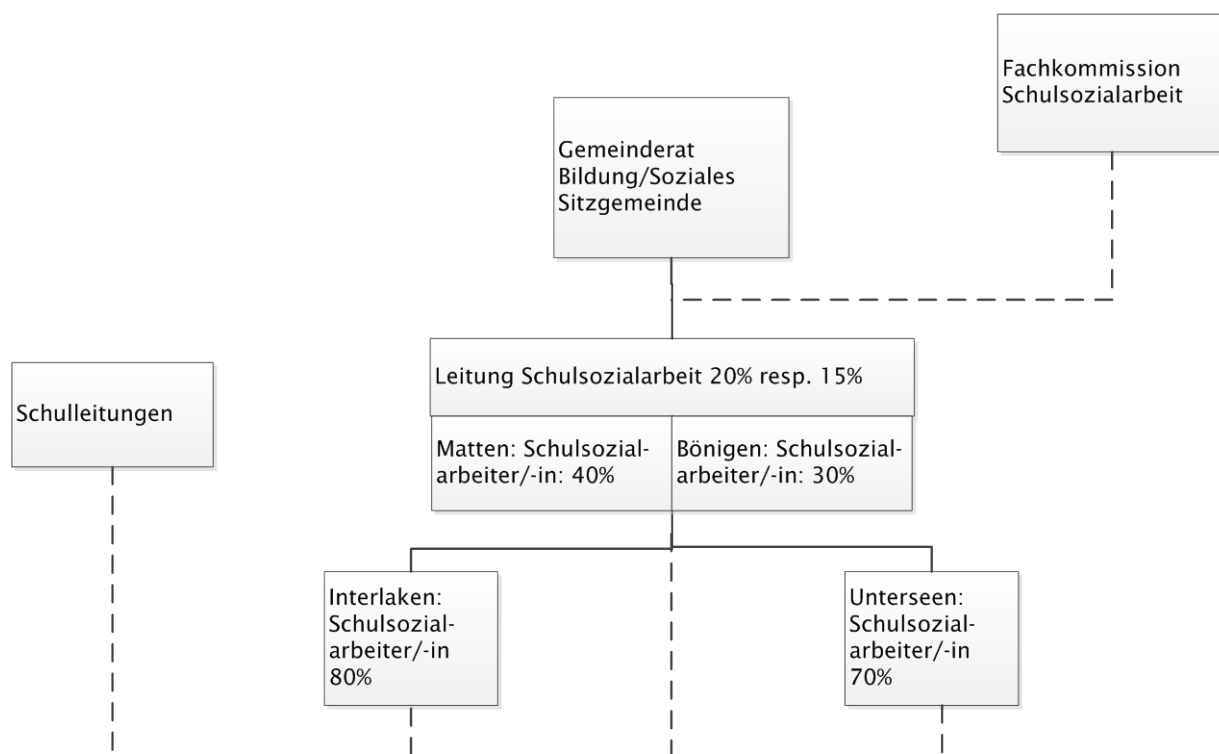 Fachkommission
Schulsozialarbeit
Gemeinderat
Bildung/Soziales
Sitzgemeinde
Leitung Schulsozialarbeit 20% resp. 15%
Schulleitungen
Matten: Schulsozial-
arbeiter/-in: 40%
Bönigen: Schulsozial-
arbeiter/-in: 30%
Interlaken:
Schulsozial-
arbeiter/-in
80%
Unterseen:
Schulsozial-
arbeiter/-in
70%